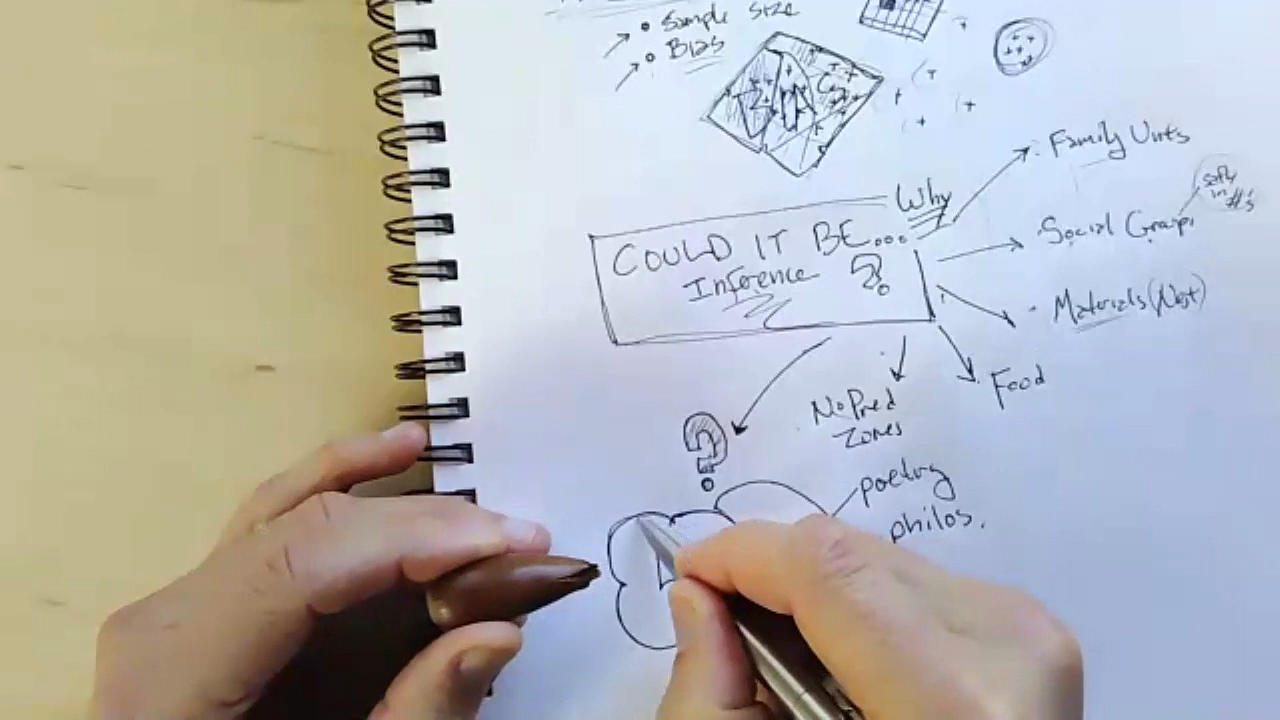 Sample Size
Bias
Why
COULD IT BE...
Inference ?
Family Units
Social Groups
safety
in
#'s
Materials (Nest)
Food
No Pred
Zones
?
poetry
philos.